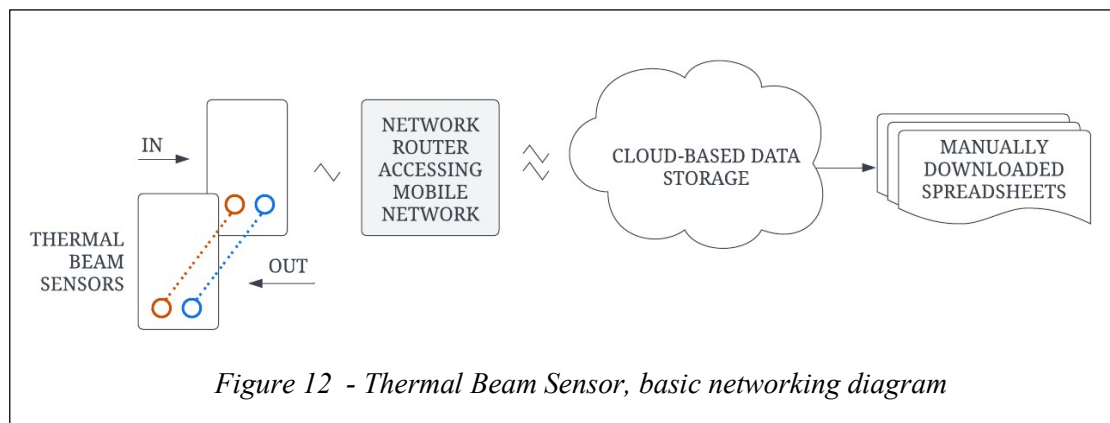 IN
THERMAL
BEAM
SENSORS
OUT
NETWORK
ROUTER
ACCESSING
MOBILE
NETWORK
CLOUD-BASED DATA
STORAGE
MANUALLY
DOWNLOADED
SPREADSHEETS
Figure 12 - Thermal Beam Sensor, basic networking diagram